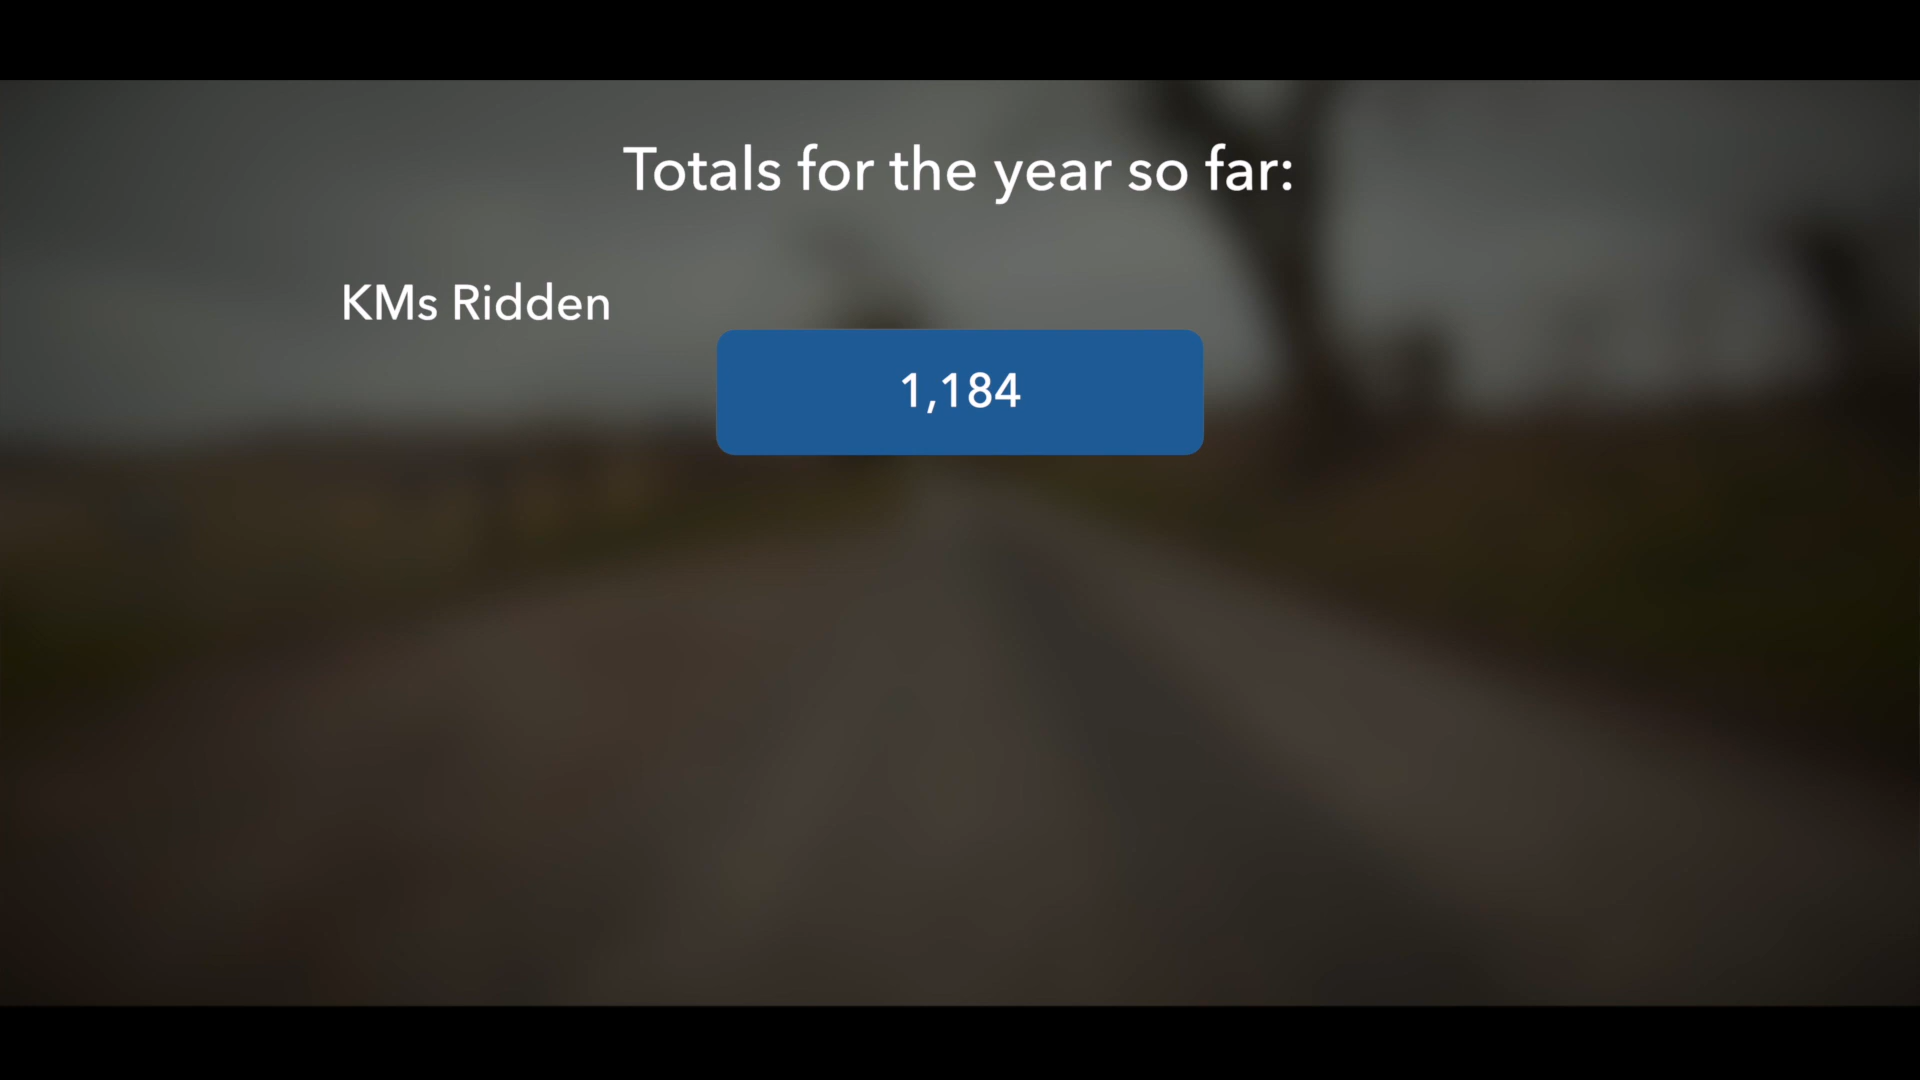 Totals for the year so far:
KMs Ridden
1,184